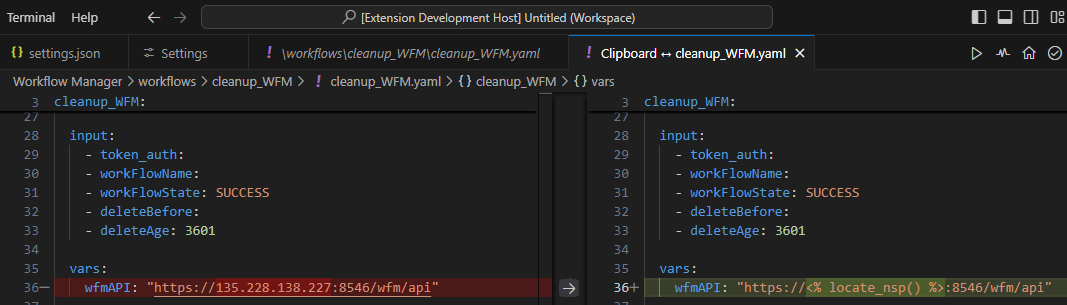 Terminal Help [Extension Development Host] Untitled (Workspace)
settings.json Settings \workflows\cleanup_WFM\cleanup_WFM.yaml Clipboard ↔ cleanup_WFM.yaml
Workflow Manager > workflows > cleanup_WFM > cleanup_WFM.yaml > {} cleanup_WFM > {} vars
3 cleanup_WFM:
27
28 input:
29 - token_auth:
30 - workFlowName:
31 - workFlowState: SUCCESS
32 - deleteBefore:
33 - deleteAge: 3601
34
35 vars:
36− wfmAPI: "https://135.228.138.227:8546/wfm/api"
3 cleanup_WFM:
27
28 input:
29 - token_auth:
30 - workFlowName:
31 - workFlowState: SUCCESS
32 - deleteBefore:
33 - deleteAge: 3601
34
35 vars:
36+ wfmAPI: "https://<% locate_nsp() %>:8546/wfm/api"